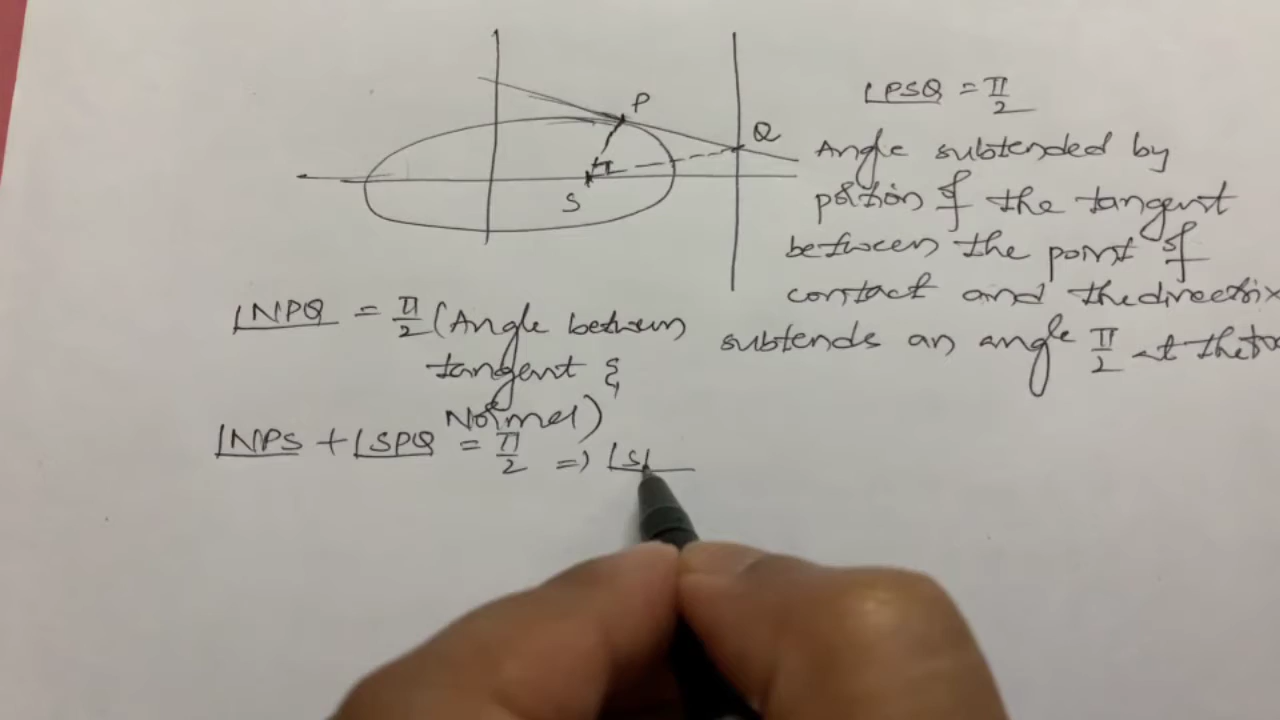 P
Q
S
∠PSQ = π/2
Angle subtended by
portion of the tangent
between the point of
contact and the directrix
subtends an angle π/2 at the
∠NPQ = π/2 (Angle between
tangent &
Normal)
∠NPS + ∠SPQ = π/2 => ∠S